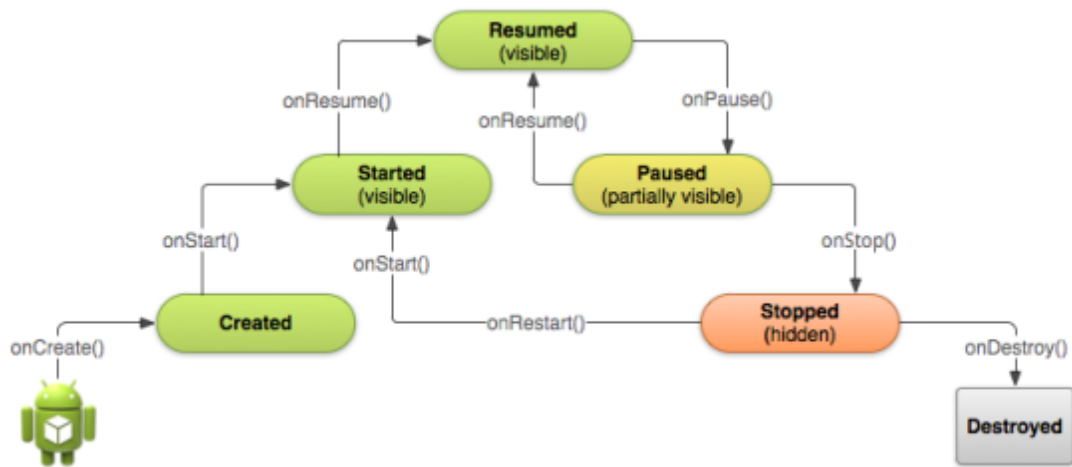 Resumed
(visible)
onResume()
onResume()
onPause()
Started
(visible)
Paused
(partially visible)
onStart()
onStart()
onStop()
Created
onRestart()
Stopped
(hidden)
onCreate()
onDestroy()
Destroyed